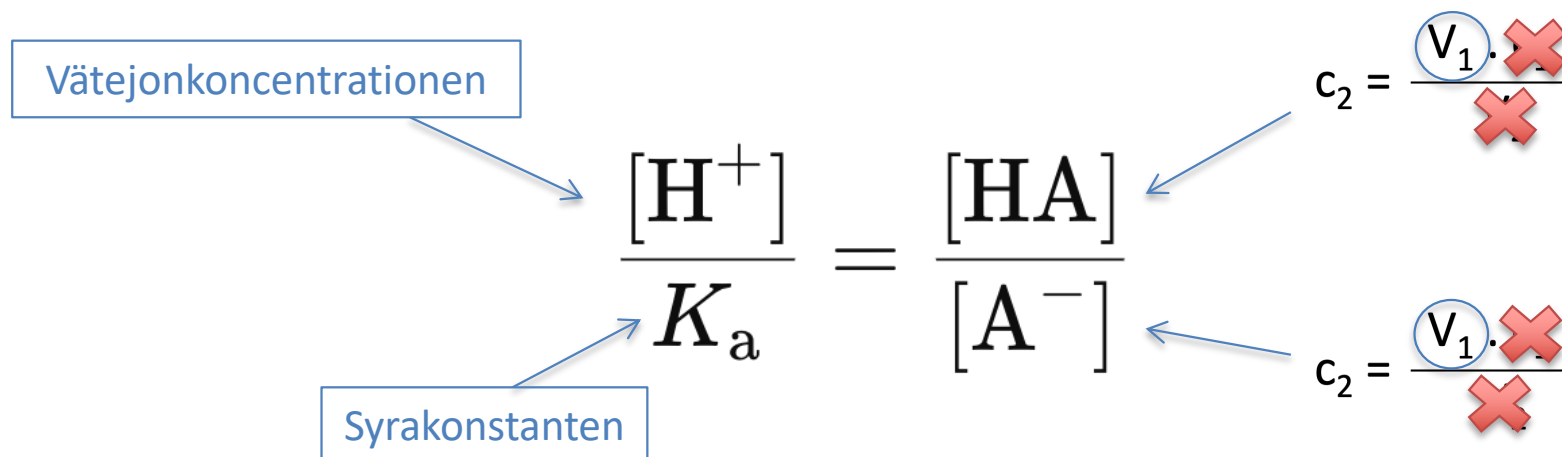 Vätejonkoncentrationen
[H⁺]
Kₐ
=
[HA]
[A⁻]
Syrakonstanten
c₂ = V₁ .
c₂ = V₁ .